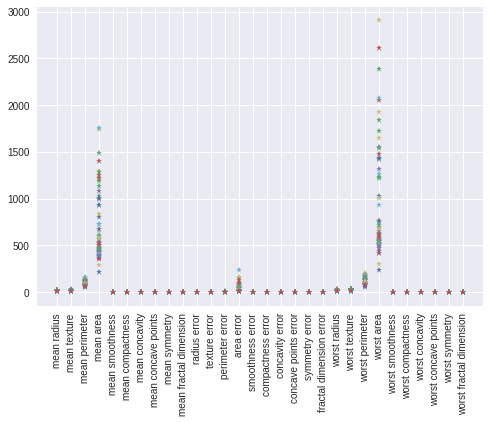 3000
2500
2000
1500
1000
500
0
mean radius
mean texture
mean perimeter
mean area
mean smoothness
mean compactness
mean concavity
mean concave points
mean symmetry
mean fractal dimension
radius error
texture error
perimeter error
area error
smoothness error
compactness error
concavity error
concave points error
symmetry error
fractal dimension error
worst radius
worst texture
worst perimeter
worst area
worst smoothness
worst compactness
worst concavity
worst concave points
worst symmetry
worst fractal dimension